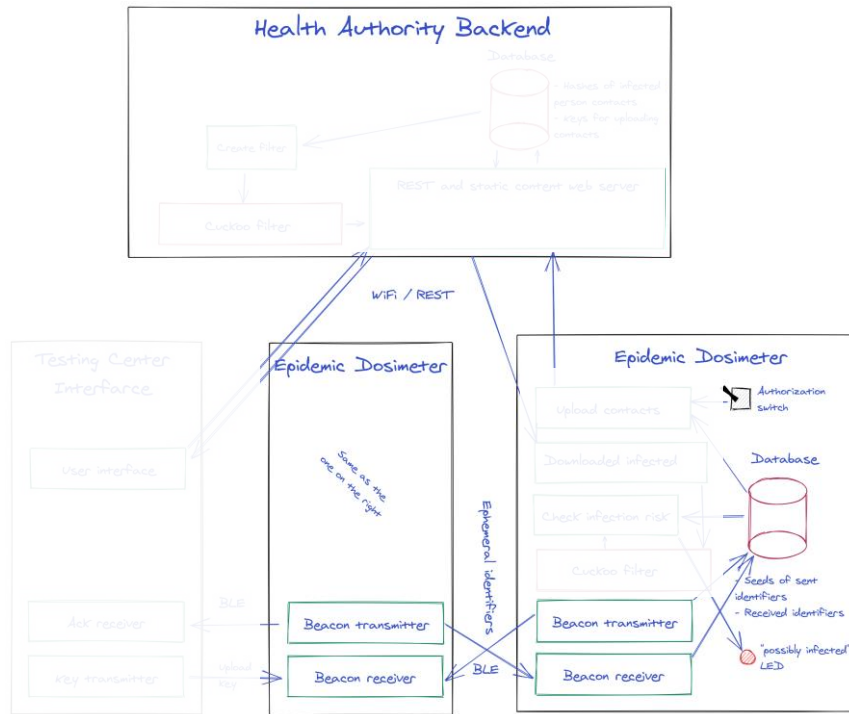 Health Authority Backend
Database
- Hashes of infected
person contacts
- Keys for uploading
contacts
Create filter
REST and static content web server
Cuckoo filter
WiFi / REST
Testing Center
Interfarce
User interface
Ack receiver
Key transmitter
BLE
Upload
Key
Epidemic Dosimeter
Same as the
one on the right
Beacon transmitter
Beacon receiver
Ephemeral identifiers
BLE
Epidemic Dosimeter
Upload contacts
Authorization
switch
Downloaded infected
Database
Check infection risk
Cuckoo filter
- Seeds of sent
identifiers
- Received identifiers
Beacon transmitter
Beacon receiver
"possibly infected"
LED